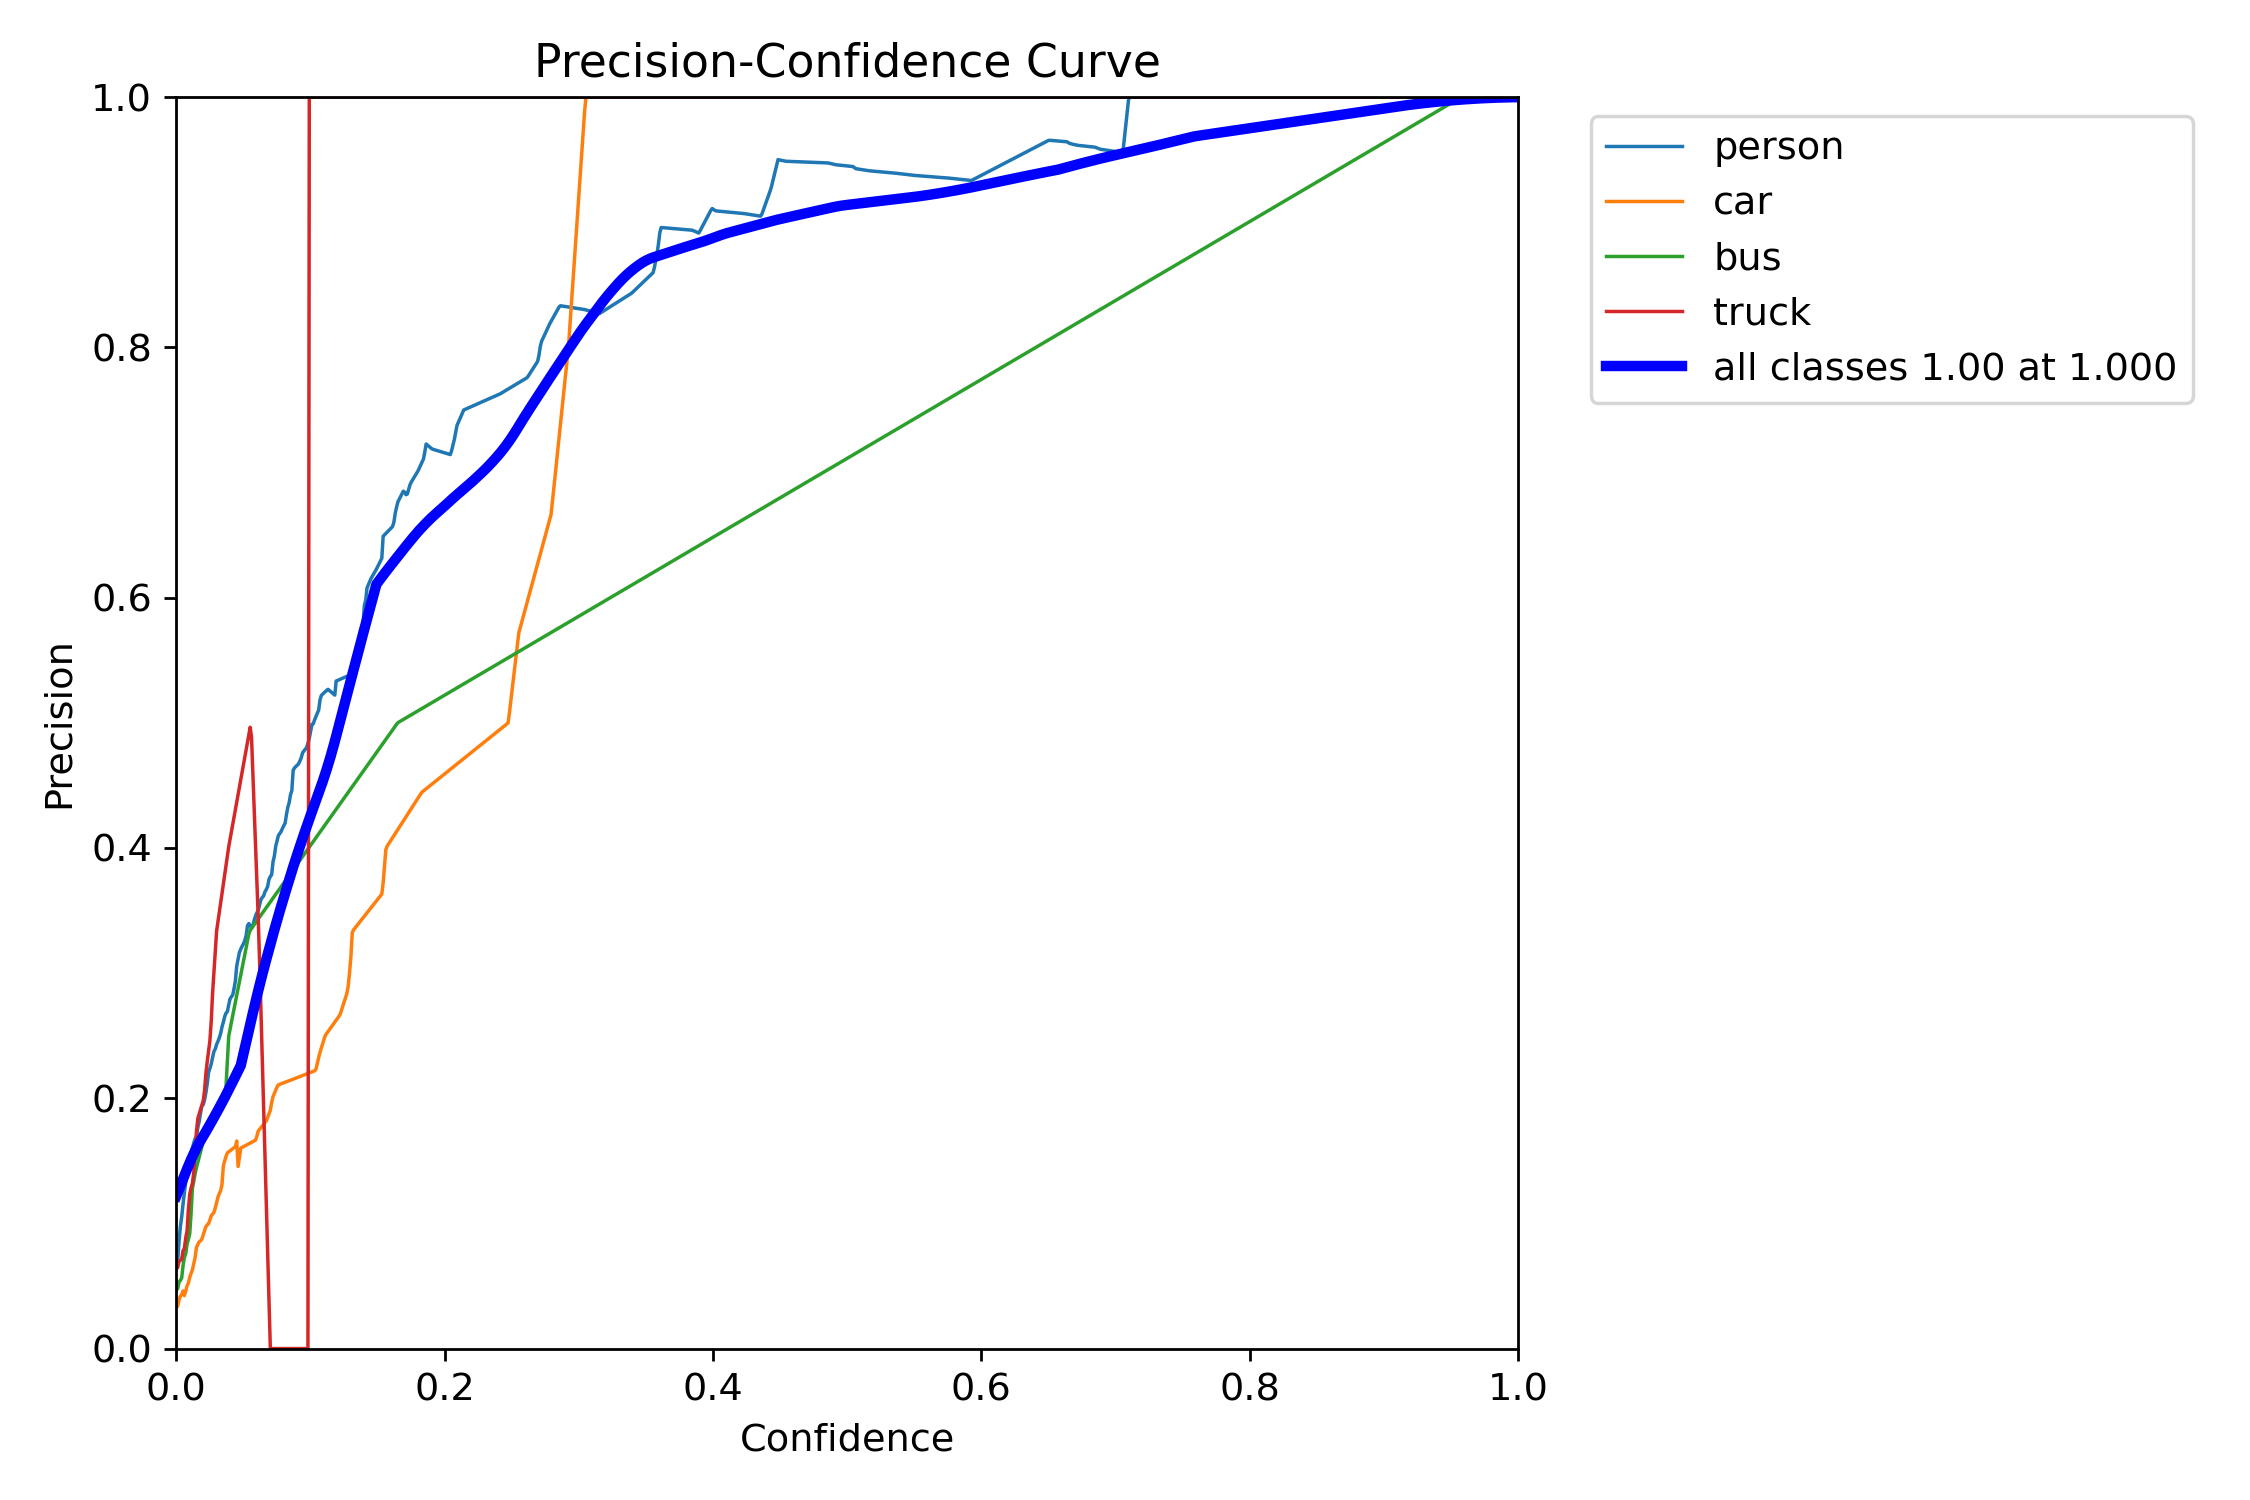 Precision-Confidence Curve
1.0
0.8
0.6
0.4
0.2
0.0
Precision
0.0 0.2 0.4 0.6 0.8 1.0
Confidence
person
car
bus
truck
all classes 1.00 at 1.000